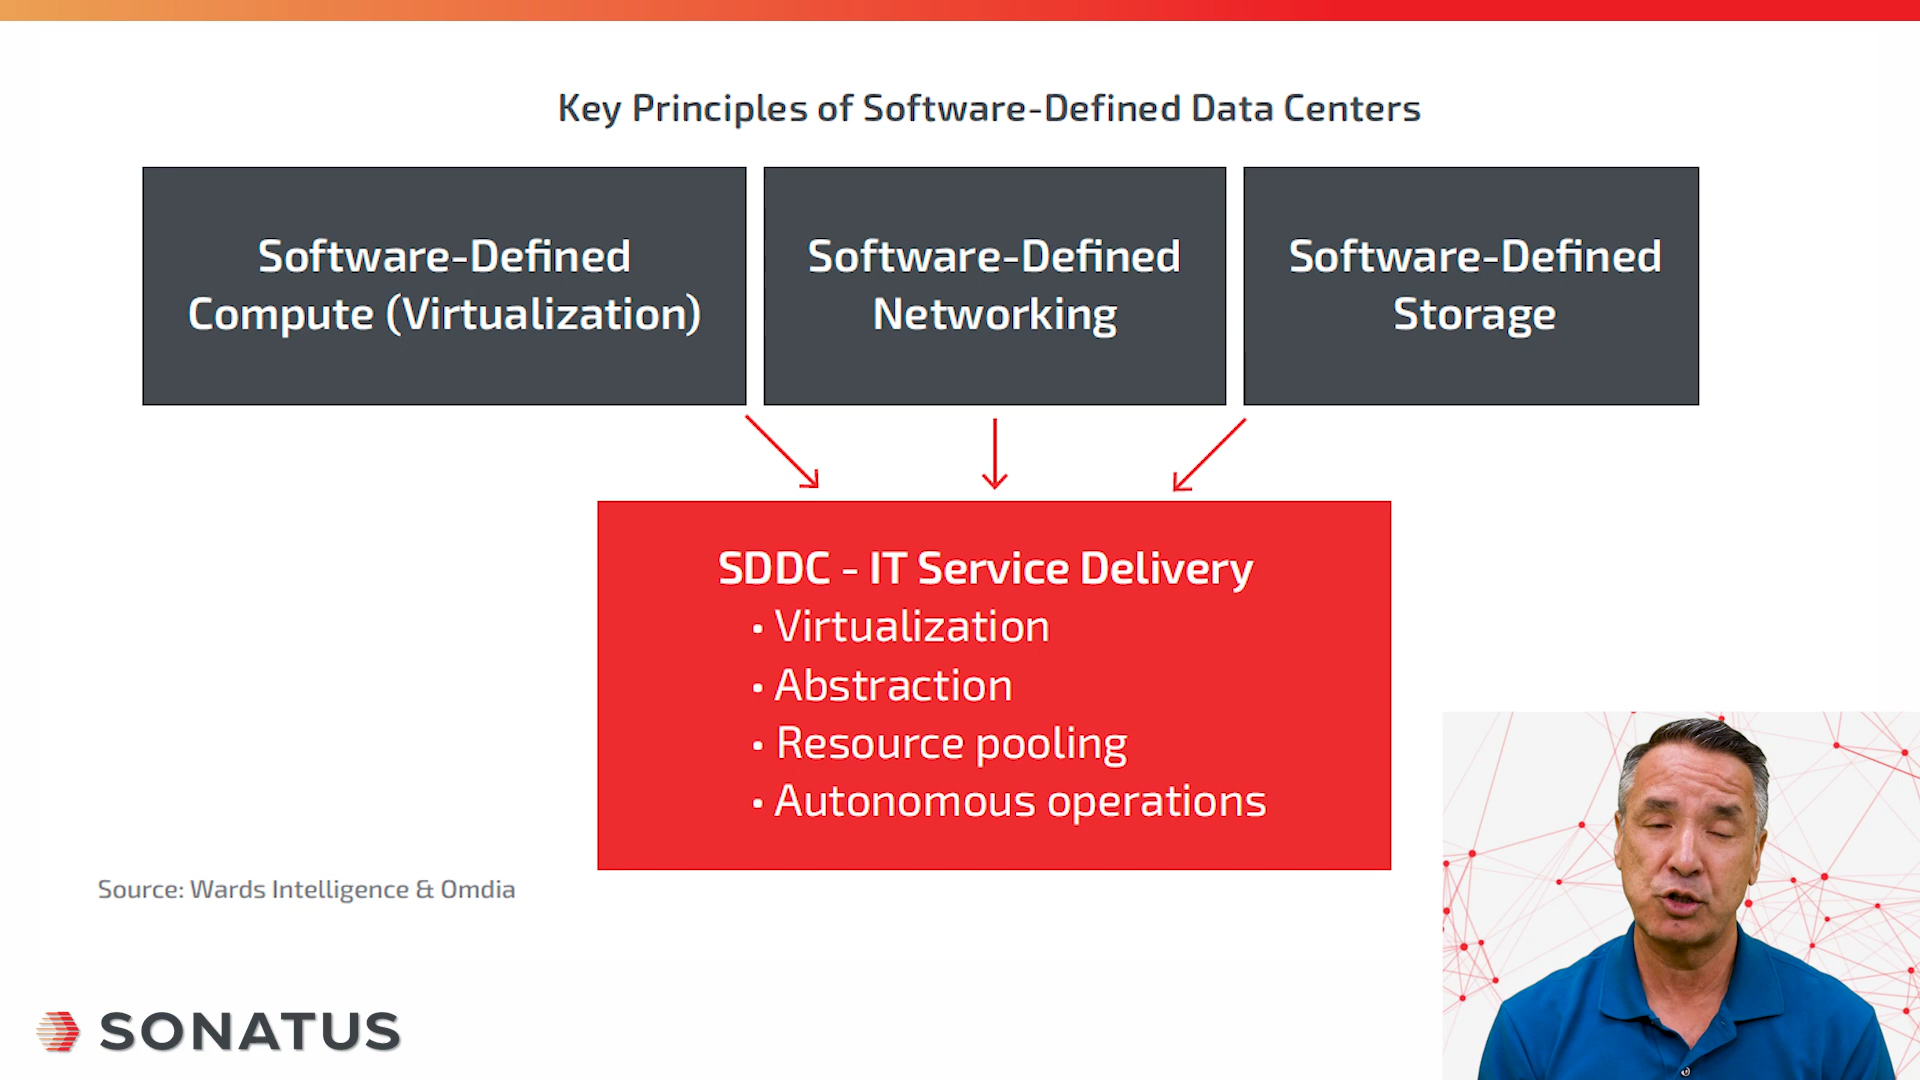 Key Principles of Software-Defined Data Centers
Software-Defined
Compute (Virtualization)
Software-Defined
Networking
Software-Defined
Storage
SDDC - IT Service Delivery
• Virtualization
• Abstraction
• Resource pooling
• Autonomous operations
Source: Wards Intelligence & Omdia
SONATUS